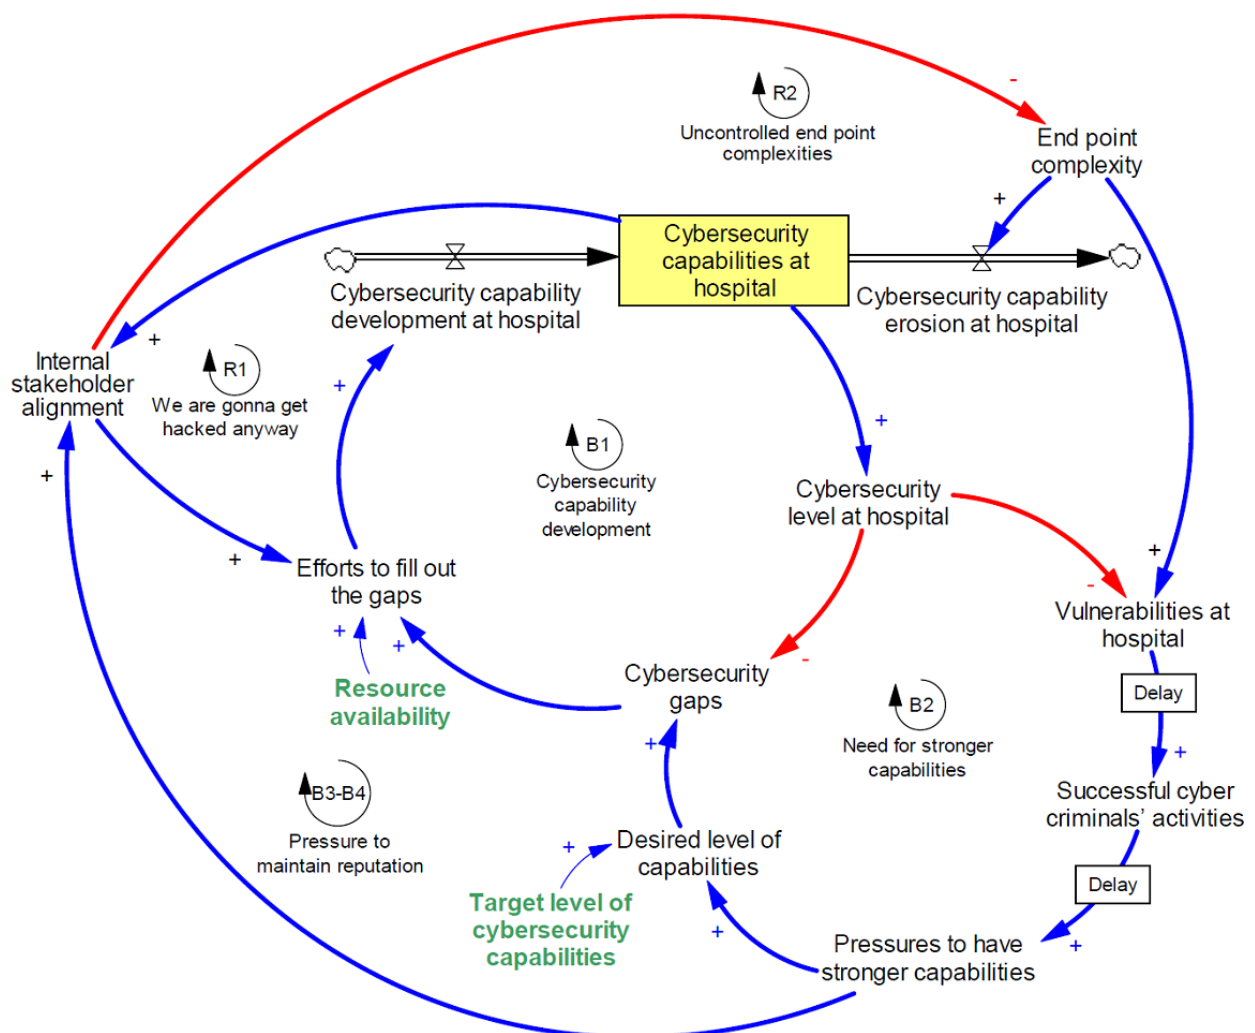 -
R2
Uncontrolled end point
complexities
End point
complexity
+
Cybersecurity
capabilities at
hospital
Cybersecurity capability
development at hospital
Cybersecurity capability
erosion at hospital
+
Internal
stakeholder
alignment
R1
We are gonna get
hacked anyway
+
+
B1
Cybersecurity
capability
development
+
Cybersecurity
level at hospital
+
Efforts to fill out
the gaps
+
-
+
Vulnerabilities at
hospital
+
+
-
Cybersecurity
gaps
Resource
availability
Delay
B2
Need for stronger
capabilities
+
+
B3-B4
Pressure to
maintain reputation
Successful cyber
criminals' activities
Desired level of
capabilities
+
Delay
Target level of
cybersecurity
capabilities
+
+
Pressures to have
stronger capabilities